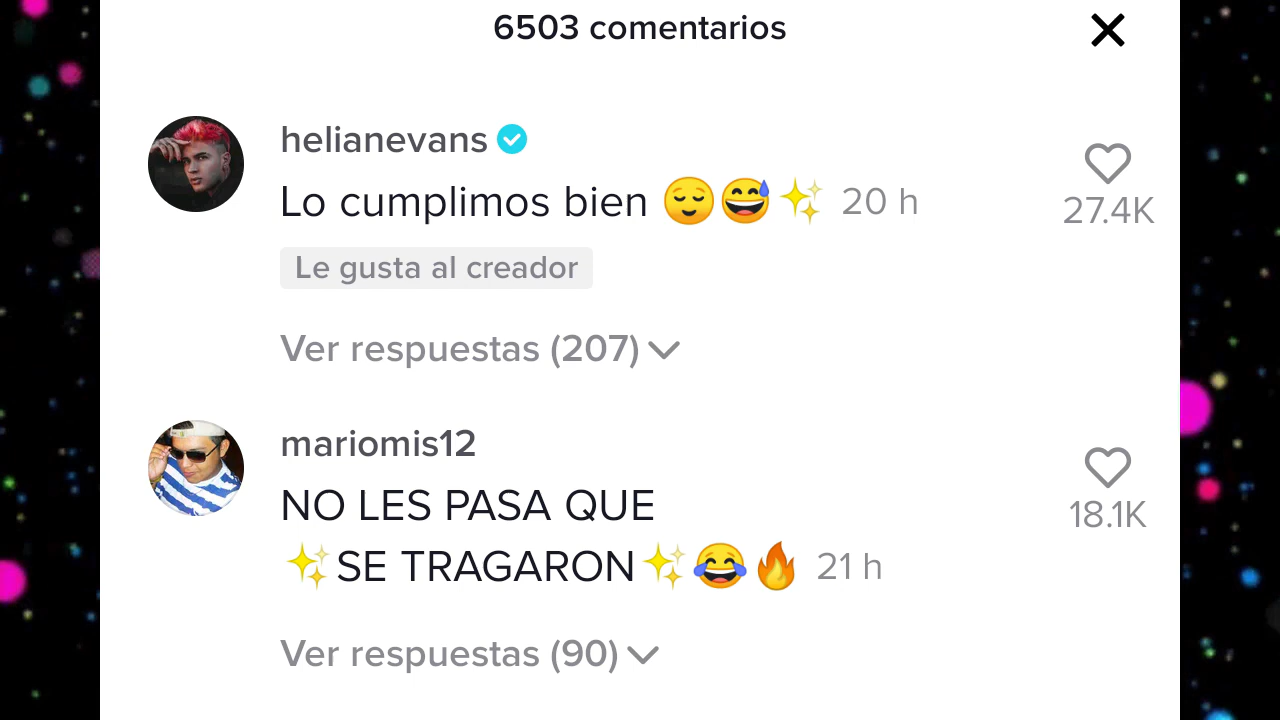 6503 comentarios
helianevans
Lo cumplimos bien 😌😅✨ 20 h
27.4K
Le gusta al creador
Ver respuestas (207)
mariomis12
NO LES PASA QUE
✨SE TRAGARON✨😂🔥 21 h
18.1K
Ver respuestas (90)